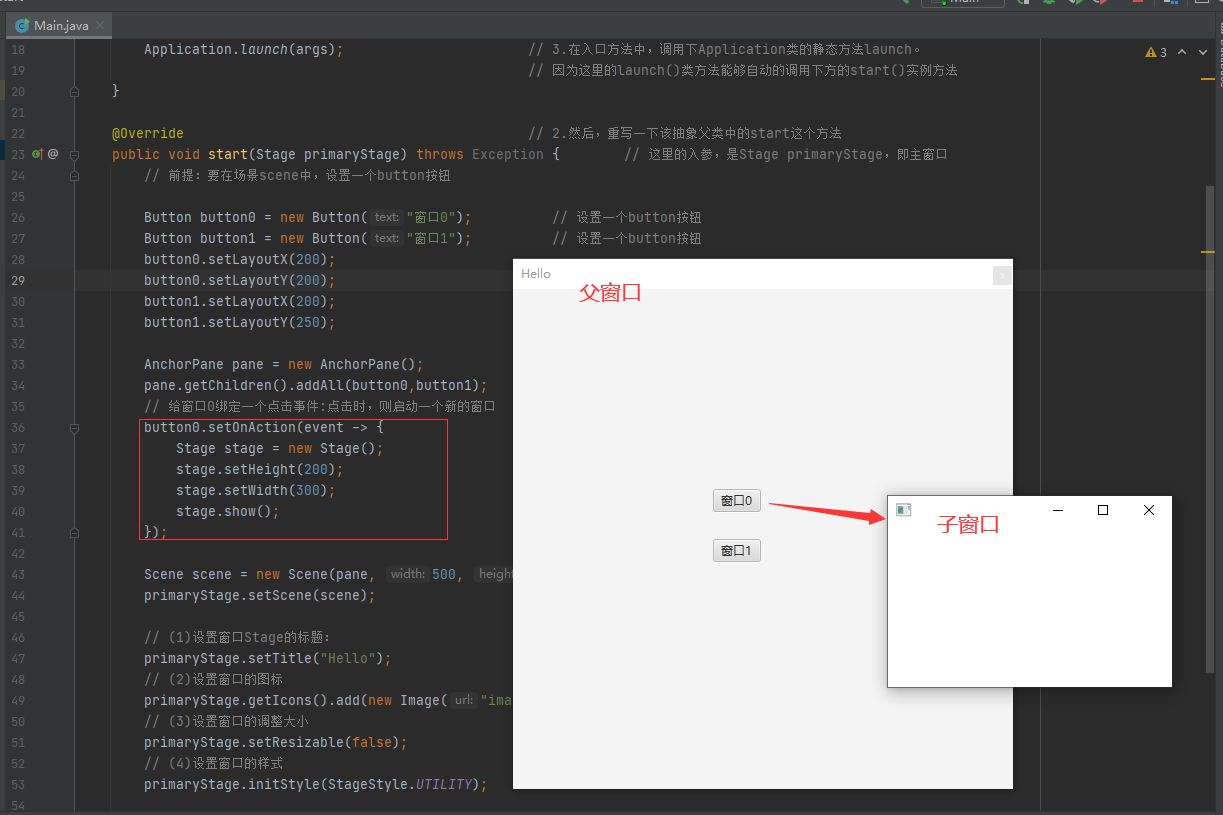 Main.java
3
18 Application.launch(args); // 3.在入口方法中，调用下Application类的静态方法launch。
19 // 因为这里的launch()类方法能够自动的调用下方的start()实例方法
20 }
21
22 @Override // 2.然后，重写一下该抽象父类中的start这个方法
23 public void start(Stage primaryStage) throws Exception { // 这里的入参，是Stage primaryStage，即主窗口
24 // 前提：要在场景scene中，设置一个button按钮
25
26 Button button0 = new Button( text: "窗口0"); // 设置一个button按钮
27 Button button1 = new Button( text: "窗口1"); // 设置一个button按钮
28 button0.setLayoutX(200);
29 button0.setLayoutY(200);
30 button1.setLayoutX(200);
31 button1.setLayoutY(250);
32
33 AnchorPane pane = new AnchorPane();
34 pane.getChildren().addAll(button0,button1);
35 // 给窗口0绑定一个点击事件:点击时，则启动一个新的窗口
36 button0.setOnAction(event -> {
37 Stage stage = new Stage();
38 stage.setHeight(200);
39 stage.setWidth(300);
40 stage.show();
41 });
42
43 Scene scene = new Scene(pane, width: 500, height
44 primaryStage.setScene(scene);
45
46 // (1)设置窗口Stage的标题：
47 primaryStage.setTitle("Hello");
48 // (2)设置窗口的图标
49 primaryStage.getIcons().add(new Image( url: "ima
50 // (3)设置窗口的调整大小
51 primaryStage.setResizable(false);
52 // (4)设置窗口的样式
53 primaryStage.initStyle(StageStyle.UTILITY);
54
Hello
父窗口
窗口0
窗口1
子窗口